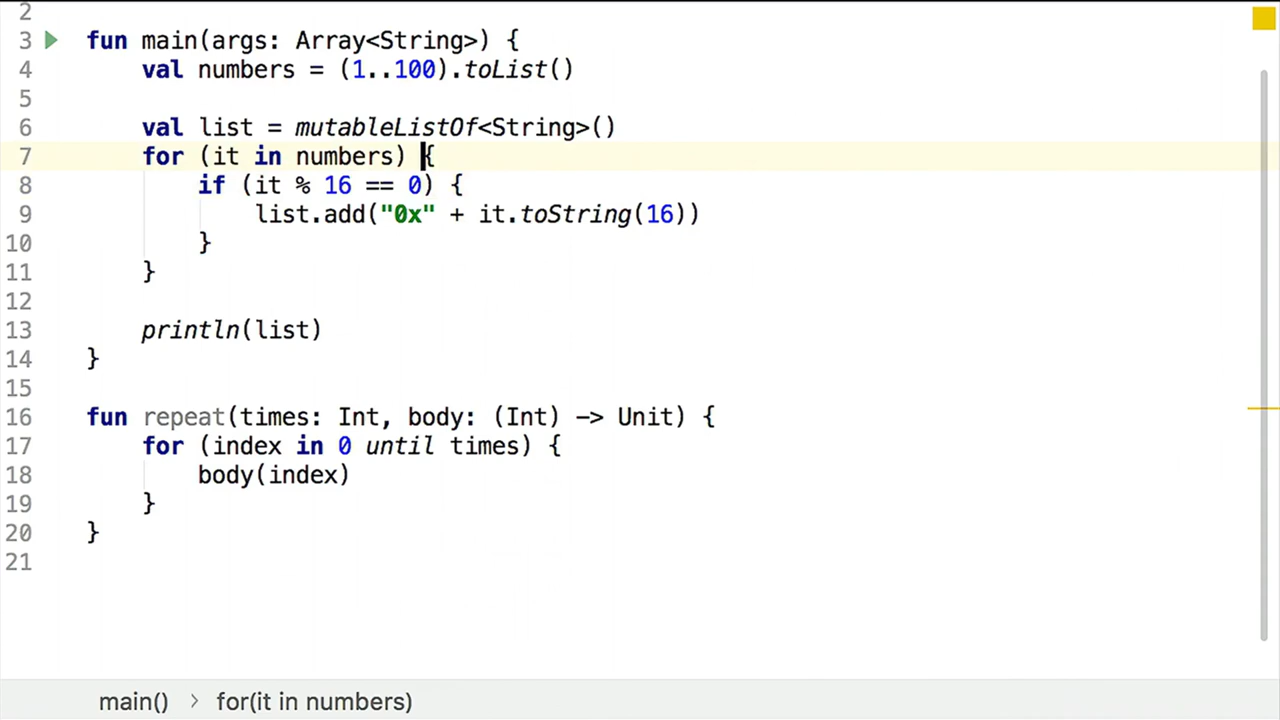 2
3 fun main(args: Array<String>) {
4 val numbers = (1..100).toList()
5
6 val list = mutableListOf<String>()
7 for (it in numbers) {
8 if (it % 16 == 0) {
9 list.add("0x" + it.toString(16))
10 }
11 }
12
13 println(list)
14 }
15
16 fun repeat(times: Int, body: (Int) -> Unit) {
17 for (index in 0 until times) {
18 body(index)
19 }
20 }
21
main() > for(it in numbers)